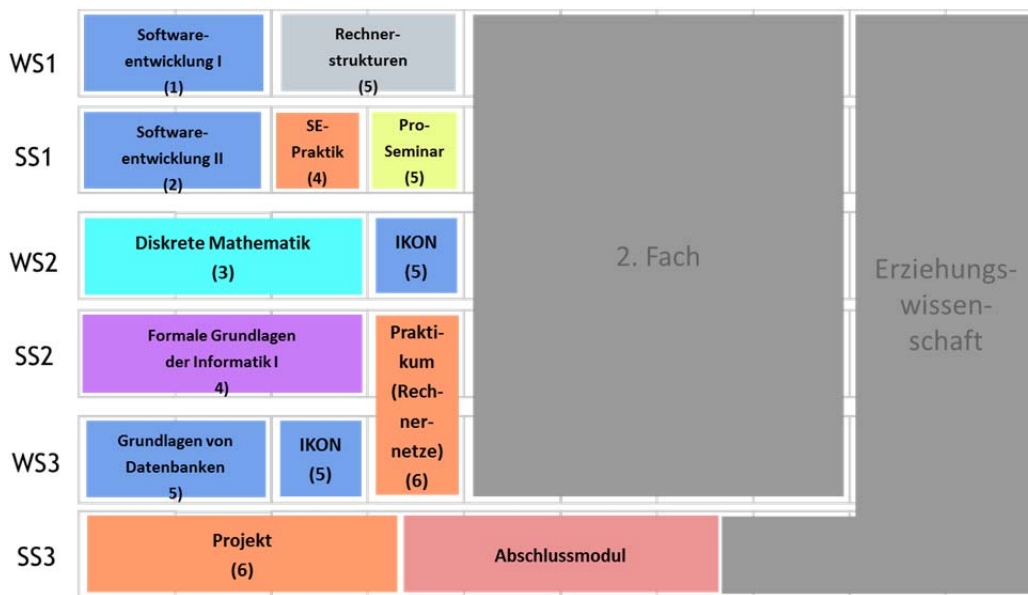 WS1
Software-
entwicklung I
(1)
Rechner-
strukturen
(5)
SS1
Software-
entwicklung II
(2)
SE-
Praktik
(4)
Pro-
Seminar
(5)
2. Fach
Erziehungs-
wissen-
schaft
WS2
Diskrete Mathematik
(3)
IKON
(5)
SS2
Formale Grundlagen
der Informatik I
4)
Prakti-
kum
(Rech-
ner-
netze)
(6)
WS3
Grundlagen von
Datenbanken
5)
IKON
(5)
SS3
Projekt
(6)
Abschlussmodul